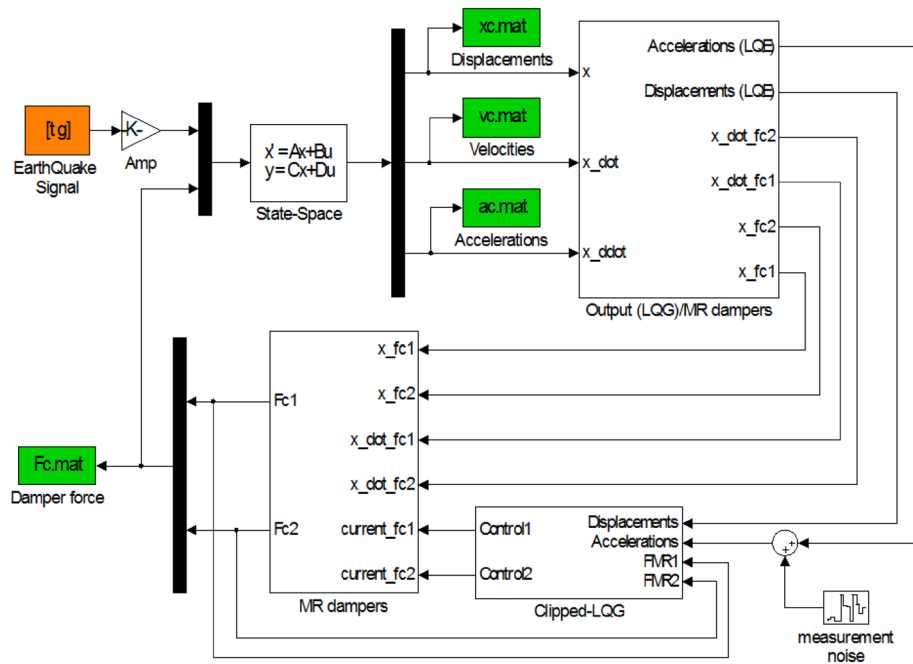 [t g]
EarthQuake
Signal
-K-
Amp
x' = Ax+Bu
y = Cx+Du
State-Space
xc.mat
Displacements
vc.mat
Velocities
ac.mat
Accelerations
x
x_dot
x_ddot
Accelerations (LQE)
Displacements (LQE)
x_dot_fc2
x_dot_fc1
x_fc2
x_fc1
Output (LQG)/MR dampers
Fc.mat
Damper force
Fc1
Fc2
x_fc1
x_fc2
x_dot_fc1
x_dot_fc2
current_fc1
current_fc2
MR dampers
Control1
Control2
Displacements
Accelerations
FMR1
FMR2
Clipped-LQG
+
+
measurement
noise